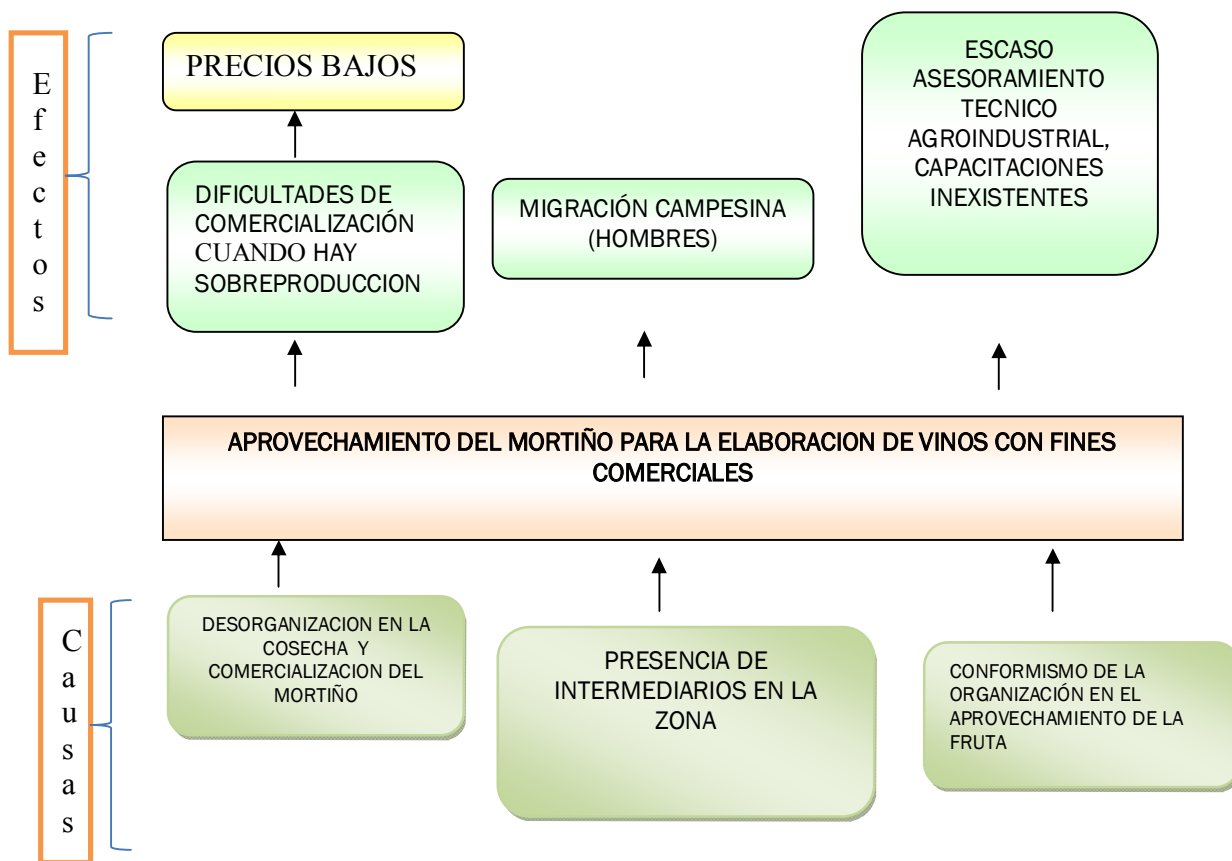 Efectos
PRECIOS BAJOS
ESCASO
ASESORAMIENTO
TECNICO
AGROINDUSTRIAL,
CAPACITACIONES
INEXISTENTES
DIFICULTADES DE
COMERCIALIZACIÓN
CUANDO HAY
SOBREPRODUCCION
MIGRACIÓN CAMPESINA
(HOMBRES)
APROVECHAMIENTO DEL MORTIÑO PARA LA ELABORACION DE VINOS CON FINES
COMERCIALES
Causas
DESORGANIZACION EN LA
COSECHA Y
COMERCIALIZACION DEL
MORTIÑO
PRESENCIA DE
INTERMEDIARIOS EN LA
ZONA
CONFORMISMO DE LA
ORGANIZACIÓN EN EL
APROVECHAMIENTO DE LA
FRUTA